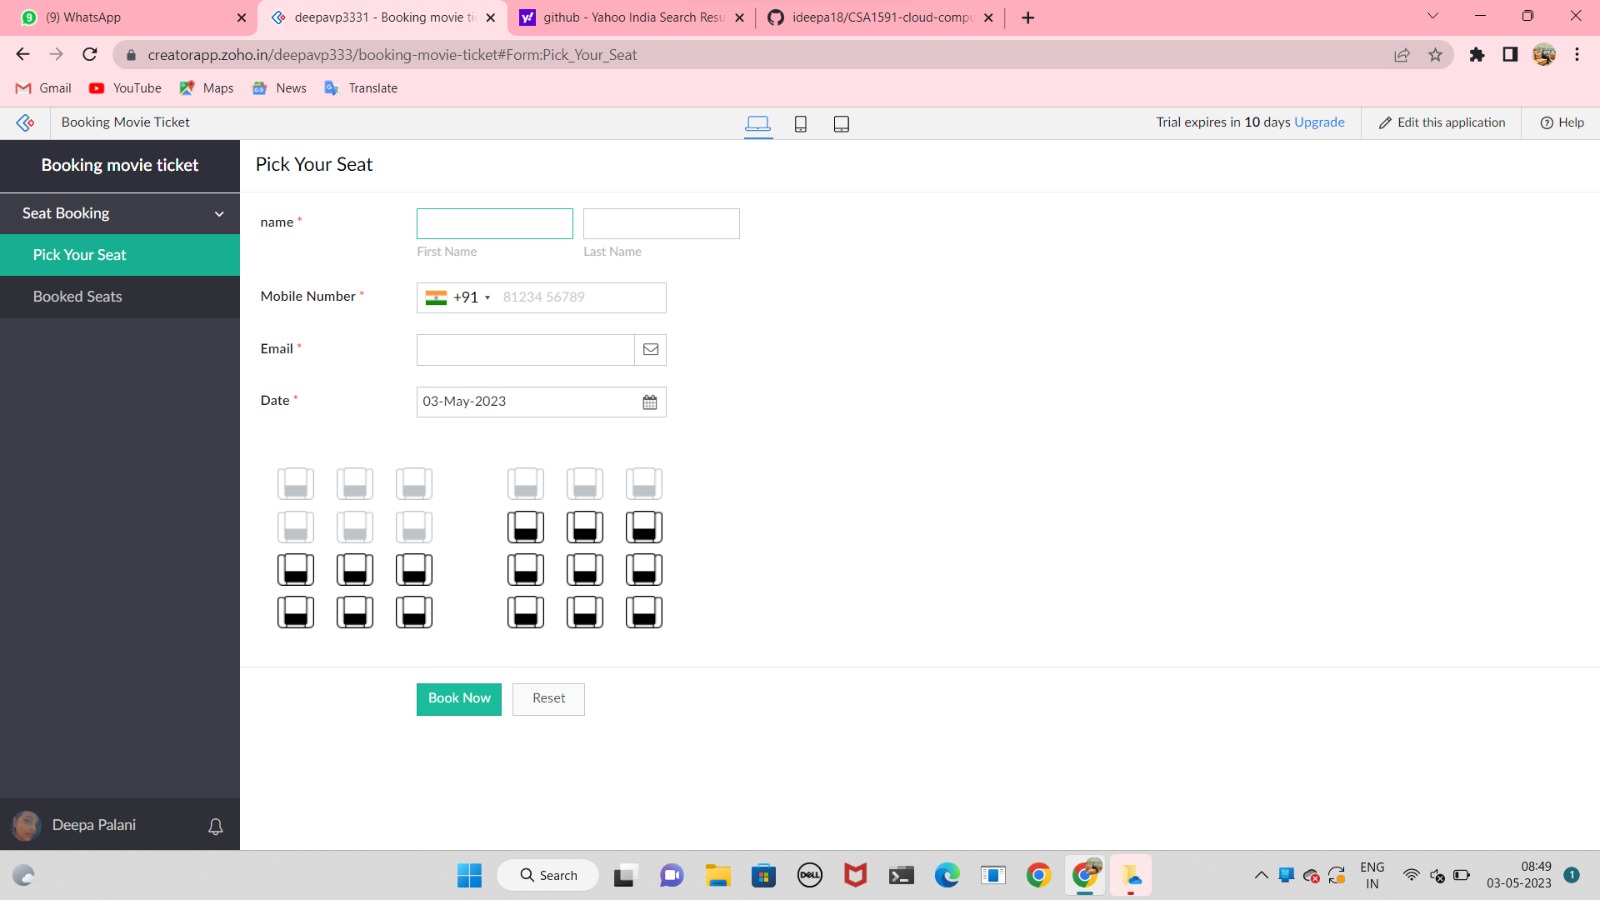 (9) WhatsApp
deepavp3331 - Booking movie ti
github - Yahoo India Search Resu
ideepa18/CSA1591-cloud-compu
creatorapp.zoho.in/deepavp333/booking-movie-ticket#Form:Pick_Your_Seat
Gmail YouTube Maps News Translate
Booking Movie Ticket
Trial expires in 10 days Upgrade
Edit this application
Help
Booking movie ticket
Pick Your Seat
Seat Booking
Pick Your Seat
Booked Seats
name *
First Name Last Name
Mobile Number *
+91 81234 56789
Email *
Date *
03-May-2023
Book Now Reset
Deepa Palani
Search
DELL
ENG
IN
08:49
03-05-2023
1